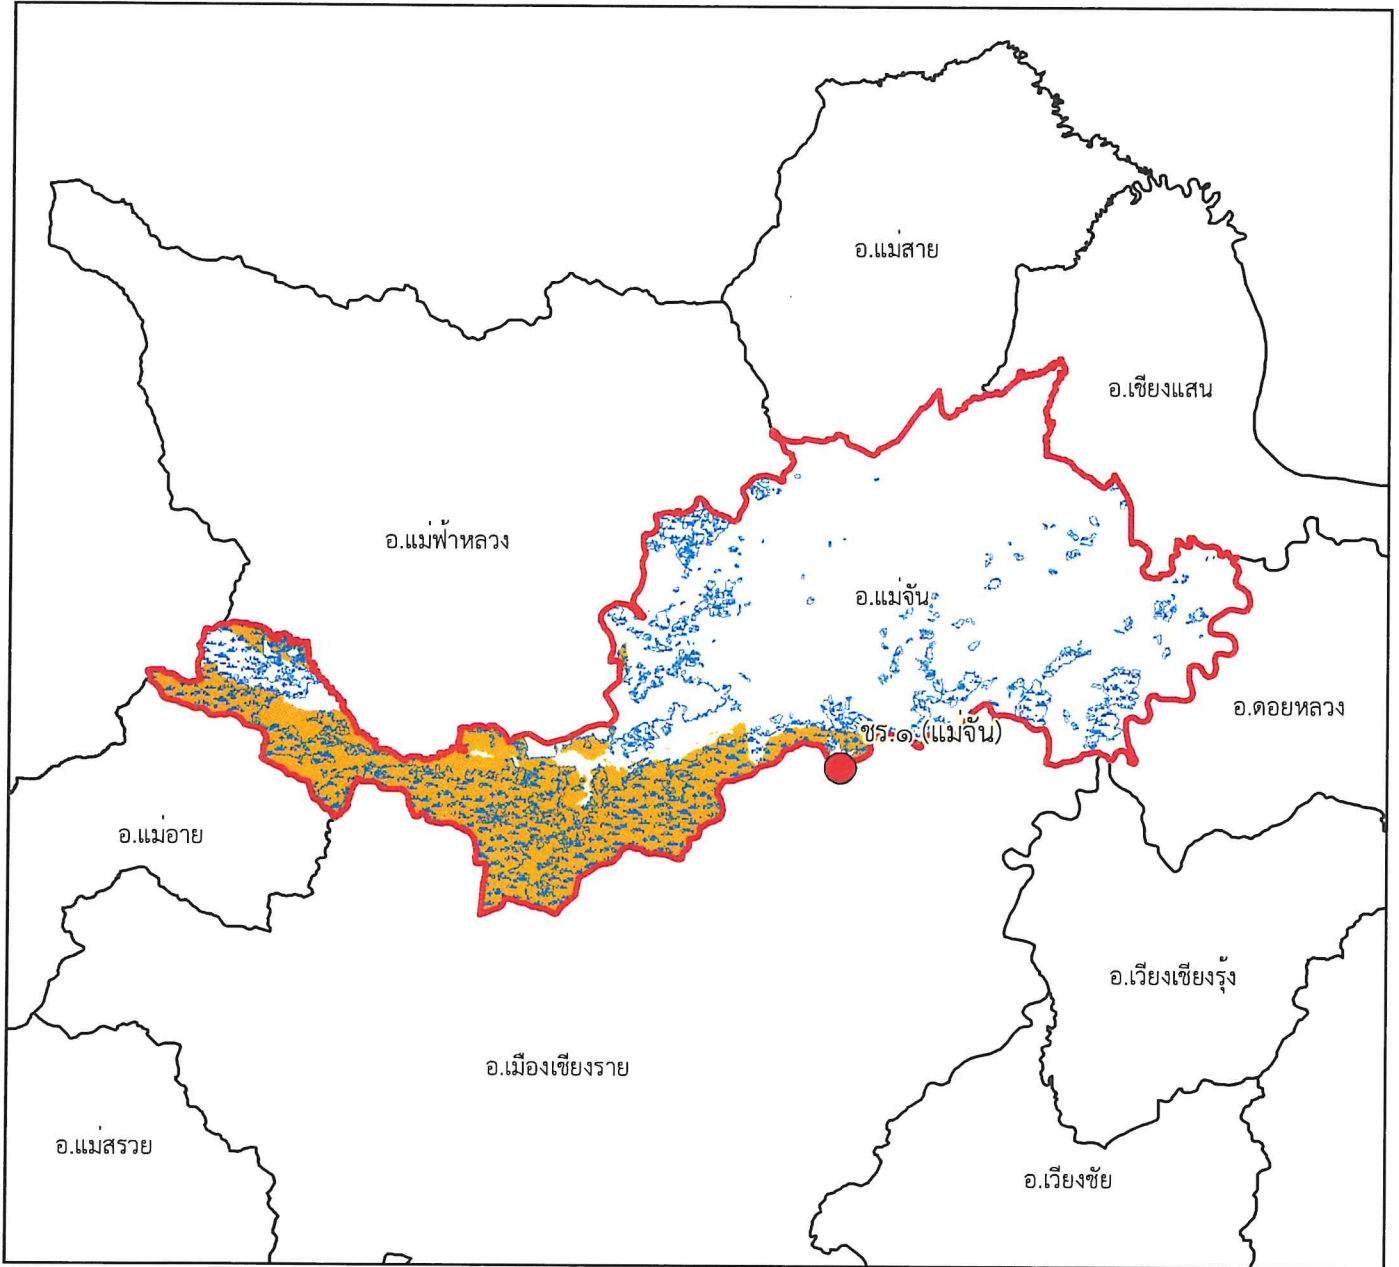 อ.แม่สาย
อ.เชียงแสน
อ.แม่ฟ้าหลวง
อ.แม่จัน
อ.ดอยหลวง
ชร.๑ (แม่จัน)
อ.แม่อาย
อ.เวียงเชียงรุ้ง
อ.เมืองเชียงราย
อ.แม่สรวย
อ.เวียงชัย